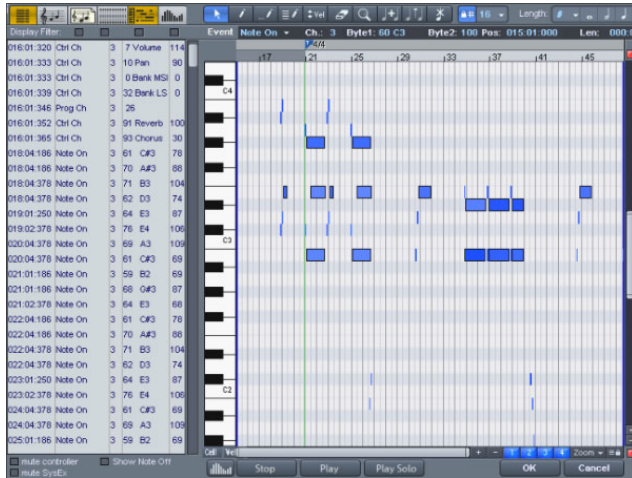 Vel 16 Length:
Display Filter: Event Note On Ch.: 3 Byte1: 60 C3 Byte2: 100 Pos: 015:01:000 Len: 000:
4/4
17 21 25 29 33 37 41 45
016:01:320 Ctrl Ch 3 7 Volume 114
016:01:333 Ctrl Ch 3 10 Pan 90
016:01:333 Ctrl Ch 3 0 Bank MSI 0
016:01:339 Ctrl Ch 3 32 Bank LS 0
016:01:346 Prog Ch 3 26
016:01:352 Ctrl Ch 3 91 Reverb 100
016:01:365 Ctrl Ch 3 93 Chorus 30
018:04:186 Note On 3 61 C#3 78
018:04:186 Note On 3 70 A#3 88
018:04:378 Note On 3 71 B3 104
018:04:378 Note On 3 62 D3 74
019:01:250 Note On 3 64 E3 87
019:02:378 Note On 3 76 E4 106
020:04:378 Note On 3 69 A3 109
020:04:378 Note On 3 61 C#3 69
021:01:186 Note On 3 59 B2 69
021:01:186 Note On 3 68 G#3 87
021:02:378 Note On 3 64 E3 68
022:04:186 Note On 3 61 C#3 78
022:04:186 Note On 3 70 A#3 88
022:04:378 Note On 3 71 B3 104
022:04:378 Note On 3 62 D3 74
023:01:250 Note On 3 64 E3 87
023:02:378 Note On 3 76 E4 106
024:04:378 Note On 3 61 C#3 69
024:04:378 Note On 3 69 A3 109
025:01:186 Note On 3 59 B2 69
C4
C3
C2
Cell Vel 1 2 3 4 Zoom
mute controller Show Note Off
mute SysEx
Stop Play Play Solo OK Cancel